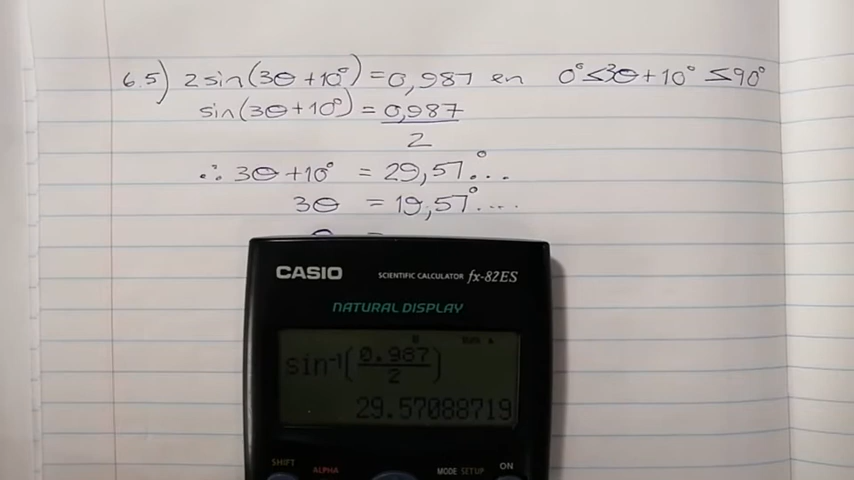 6.5) 2 sin(3θ+10°) = 0,987 en 0° ≤ 3θ+10° ≤ 90°
sin(3θ+10°) = 0,987
2
∴ 3θ+10° = 29,57°...
3θ = 19,57°....
θ =
CASIO SCIENTIFIC CALCULATOR fx-82ES
NATURAL DISPLAY
Math ▲
sin⁻¹(0.987
2)
29.57088719
SHIFT ALPHA MODE SETUP ON